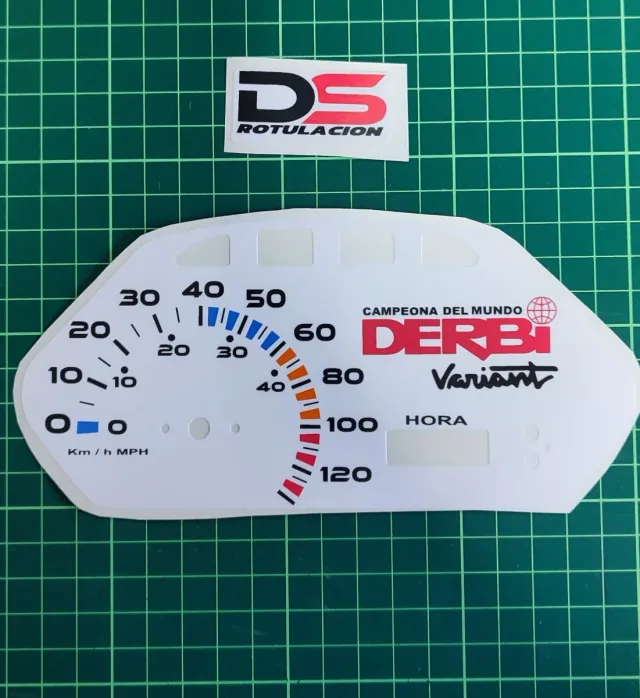 DS
ROTULACION
0
10
20
30
40
50
60
80
100
120
0
10
20
30
40
Km / h MPH
CAMPEONA DEL MUNDO
DERBi
Variant
HORA